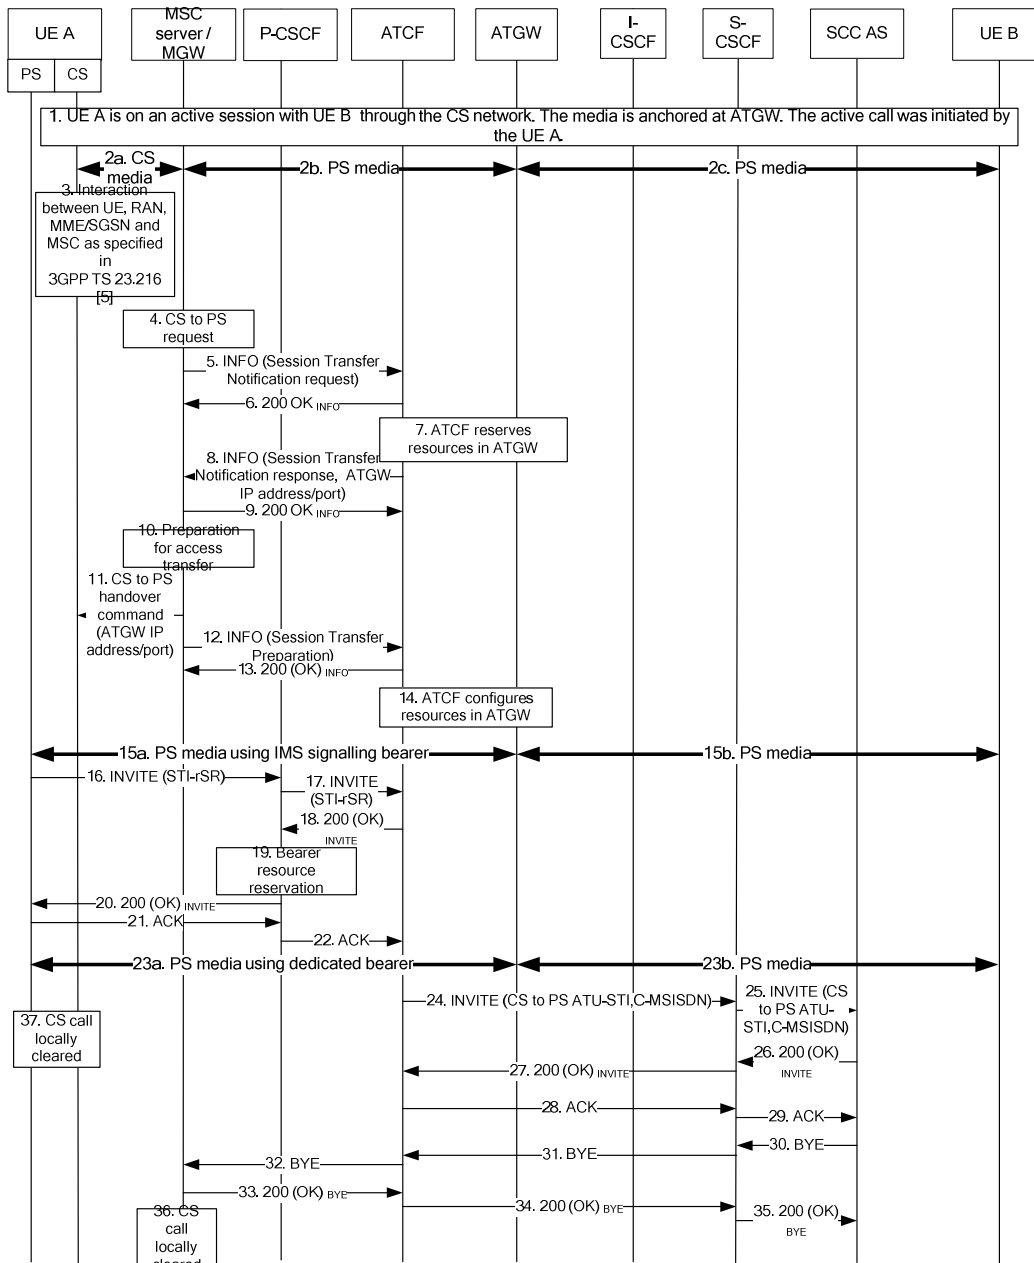 UE A
MSC
server /
MGW
P-CSCF
ATCF
ATGW
I-
CSCF
S-
CSCF
SCC AS
UE B
PS
CS
1. UE A is on an active session with UE B through the CS network. The media is anchored at ATGW. The active call was initiated by
the UE A.
2a. CS
media
2b. PS media
2c. PS media
3. Interaction
between UE, RAN,
MME/SGSN and
MSC as specified
in
3GPP TS 23.216
[5]
4. CS to PS
request
5. INFO (Session Transfer
Notification request)
6. 200 OK INFO
7. ATCF reserves
resources in ATGW
8. INFO (Session Transfer
Notification response, ATGW
IP address/port)
9. 200 OK INFO
10. Preparation
for access
transfer
11. CS to PS
handover
command
(ATGW IP
address/port)
12. INFO (Session Transfer
Preparation)
13. 200 (OK) INFO
14. ATCF configures
resources in ATGW
15a. PS media using IMS signalling bearer
15b. PS media
16. INVITE (STI-rSR)
17. INVITE
(STI-rSR)
18. 200 (OK)
INVITE
19. Bearer
resource
reservation
20. 200 (OK) INVITE
21. ACK
22. ACK
23a. PS media using dedicated bearer
23b. PS media
24. INVITE (CS to PS ATU-STI,C-MSISDN)
25. INVITE (CS
to PS ATU-
STI,C-MSISDN)
37. CS call
locally
cleared
26. 200 (OK)
INVITE
27. 200 (OK) INVITE
28. ACK
29. ACK
30. BYE
31. BYE
32. BYE
33. 200 (OK) BYE
34. 200 (OK) BYE
35. 200 (OK)
BYE
36. CS
call
locally
cleared